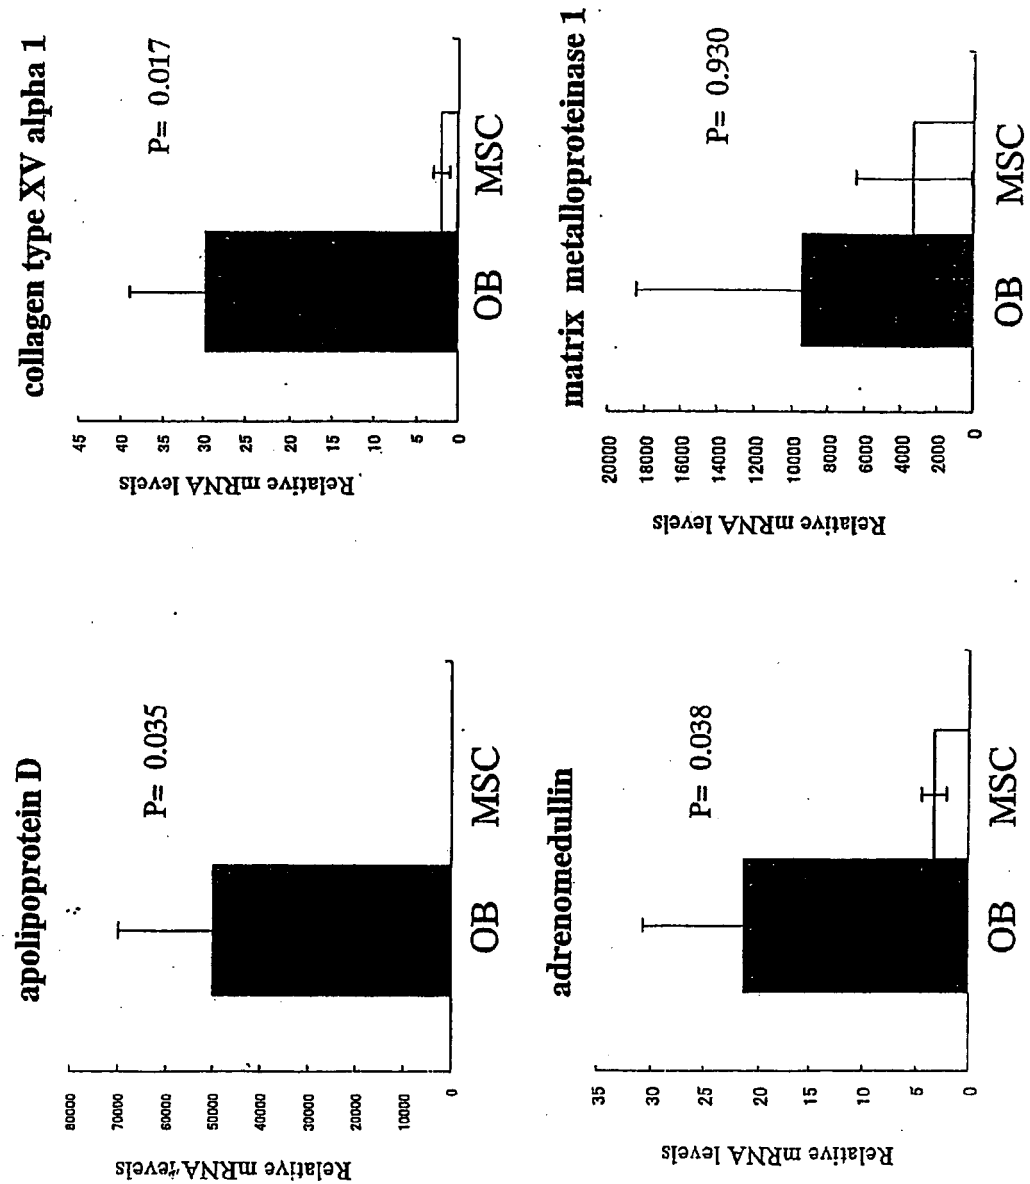 apolipoprotein D
P= 0.035
Relative mRNA levels
80000
70000
60000
50000
40000
30000
20000
10000
0
OB
MSC
collagen type XV alpha 1
P= 0.017
Relative mRNA levels
45
40
35
30
25
20
15
10
5
0
OB
MSC
adrenomedullin
P= 0.038
Relative mRNA levels
35
30
25
20
15
10
5
0
OB
MSC
matrix metalloproteinase 1
P= 0.930
Relative mRNA levels
20000
18000
16000
14000
12000
10000
8000
6000
4000
2000
0
OB
MSC